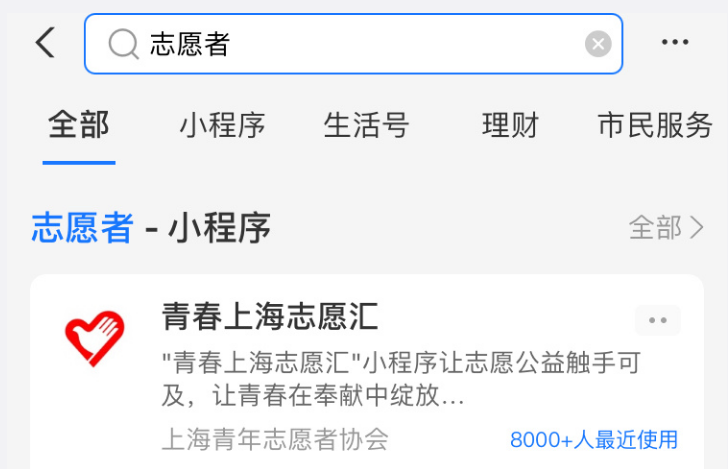 志愿者
全部 小程序 生活号 理财 市民服务
志愿者 - 小程序 全部
青春上海志愿汇
"青春上海志愿汇"小程序让志愿公益触手可
及，让青春在奉献中绽放...
上海青年志愿者协会 8000+人最近使用